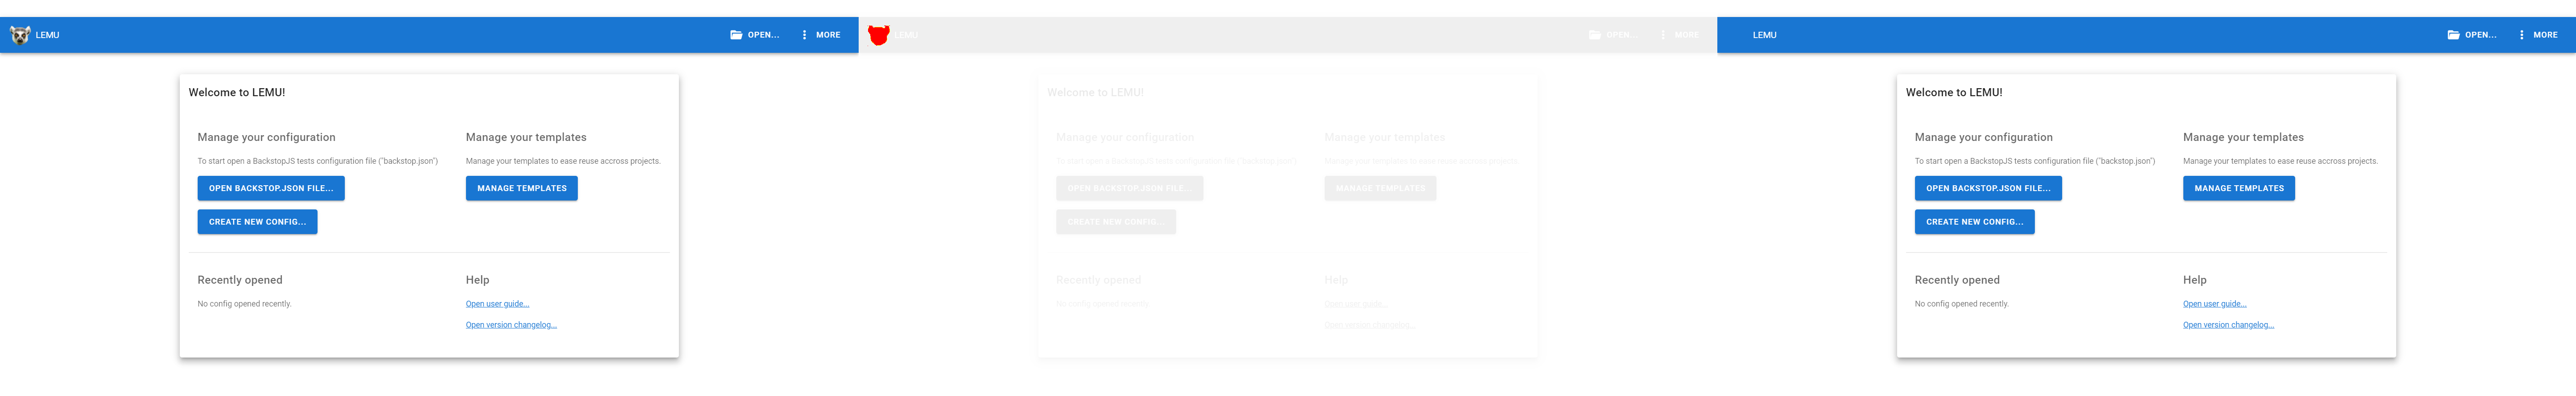 LEMU
OPEN...
MORE
Welcome to LEMU!
Manage your configuration
To start open a BackstopJS tests configuration file ("backstop.json")
OPEN BACKSTOP.JSON FILE...
CREATE NEW CONFIG...
Manage your templates
Manage your templates to ease reuse accross projects.
MANAGE TEMPLATES
Recently opened
No config opened recently.
Help
Open user guide...
Open version changelog...
LEMU
OPEN...
MORE
Welcome to LEMU!
Manage your configuration
To start open a BackstopJS tests configuration file ("backstop.json")
OPEN BACKSTOP.JSON FILE...
CREATE NEW CONFIG...
Manage your templates
Manage your templates to ease reuse accross projects.
MANAGE TEMPLATES
Recently opened
No config opened recently.
Help
Open user guide...
Open version changelog...
LEMU
OPEN...
MORE
Welcome to LEMU!
Manage your configuration
To start open a BackstopJS tests configuration file ("backstop.json")
OPEN BACKSTOP.JSON FILE...
CREATE NEW CONFIG...
Manage your templates
Manage your templates to ease reuse accross projects.
MANAGE TEMPLATES
Recently opened
No config opened recently.
Help
Open user guide...
Open version changelog...